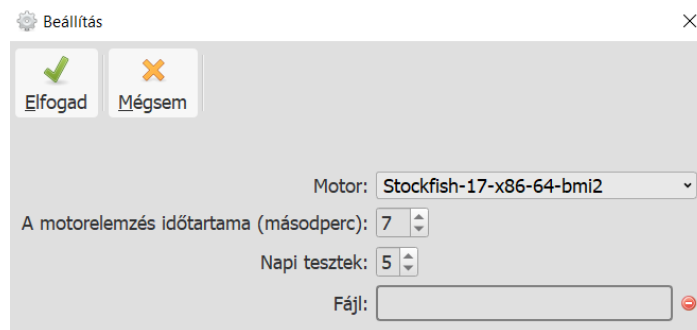 Beállítás
Elfogad Mégsem
Motor: Stockfish-17-x86-64-bmi2
A motorelemzés időtartama (másodperc): 7
Napi tesztek: 5
Fájl: